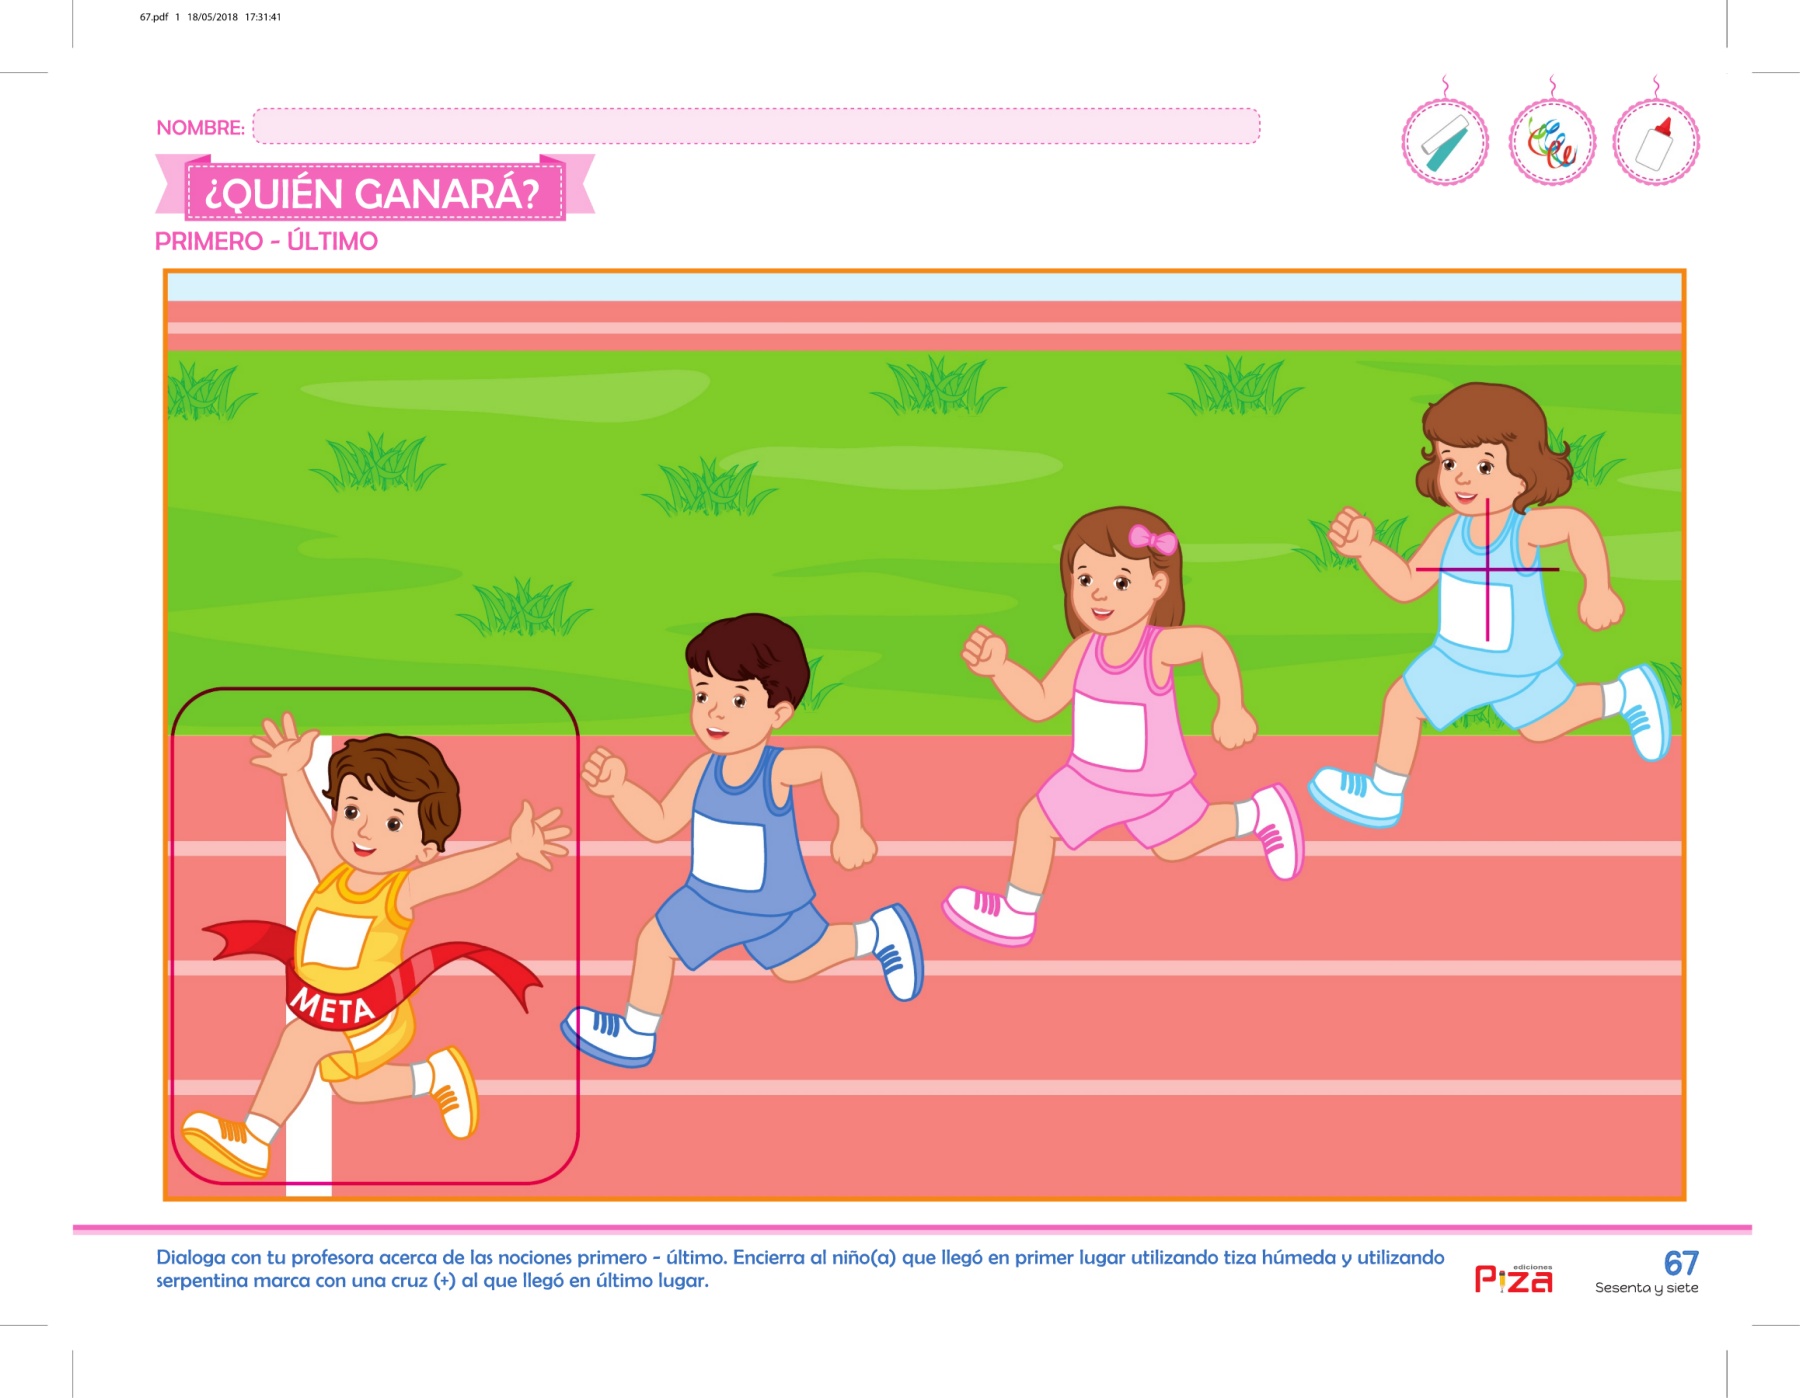 67.pdf 1 18/05/2018 17:31:41
NOMBRE:
¿QUIÉN GANARÁ?
PRIMERO - ÚLTIMO
META
Dialoga con tu profesora acerca de las nociones primero - último. Encierra al niño(a) que llegó en primer lugar utilizando tiza húmeda y utilizando
serpentina marca con una cruz (+) al que llegó en último lugar.
ediciones
Piza
67
Sesenta y siete